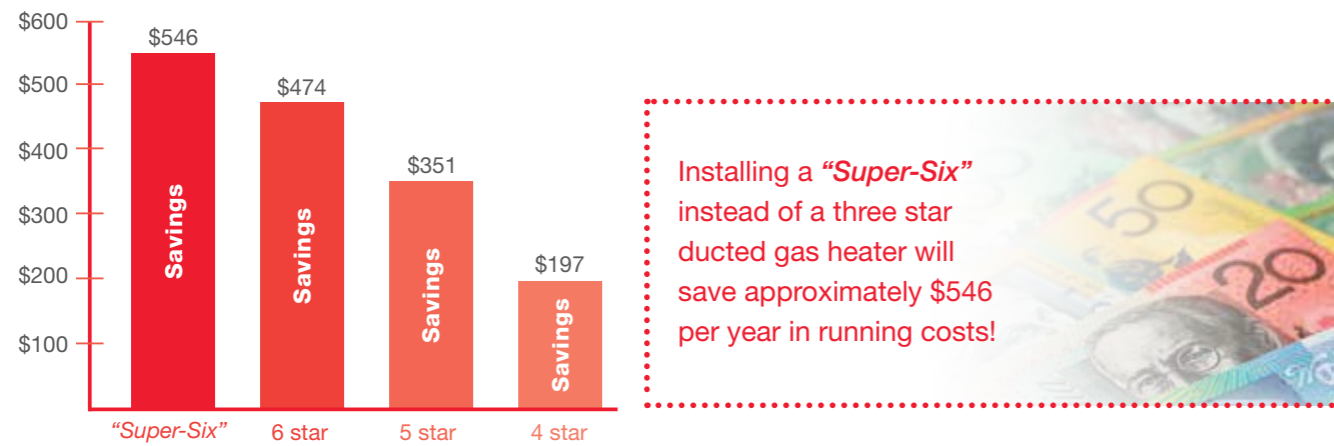 $600
$546
$500
$474
$400
$351
$300
$200
$197
$100
Savings
Savings
Savings
Savings
"Super-Six"
6 star
5 star
4 star
Installing a “Super-Six”
instead of a three star
ducted gas heater will
save approximately $546
per year in running costs!
50
20